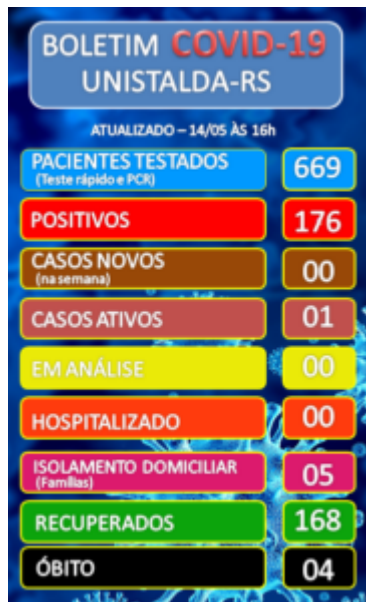 BOLETIM COVID-19
UNISTALDA-RS
ATUALIZADO – 14/05 ÀS 16h
PACIENTES TESTADOS 669
(Teste rápido e PCR)
POSITIVOS 176
CASOS NOVOS 00
(na semana)
CASOS ATIVOS 01
EM ANÁLISE 00
HOSPITALIZADO 00
ISOLAMENTO DOMICILIAR 05
(Famílias)
RECUPERADOS 168
ÓBITO 04